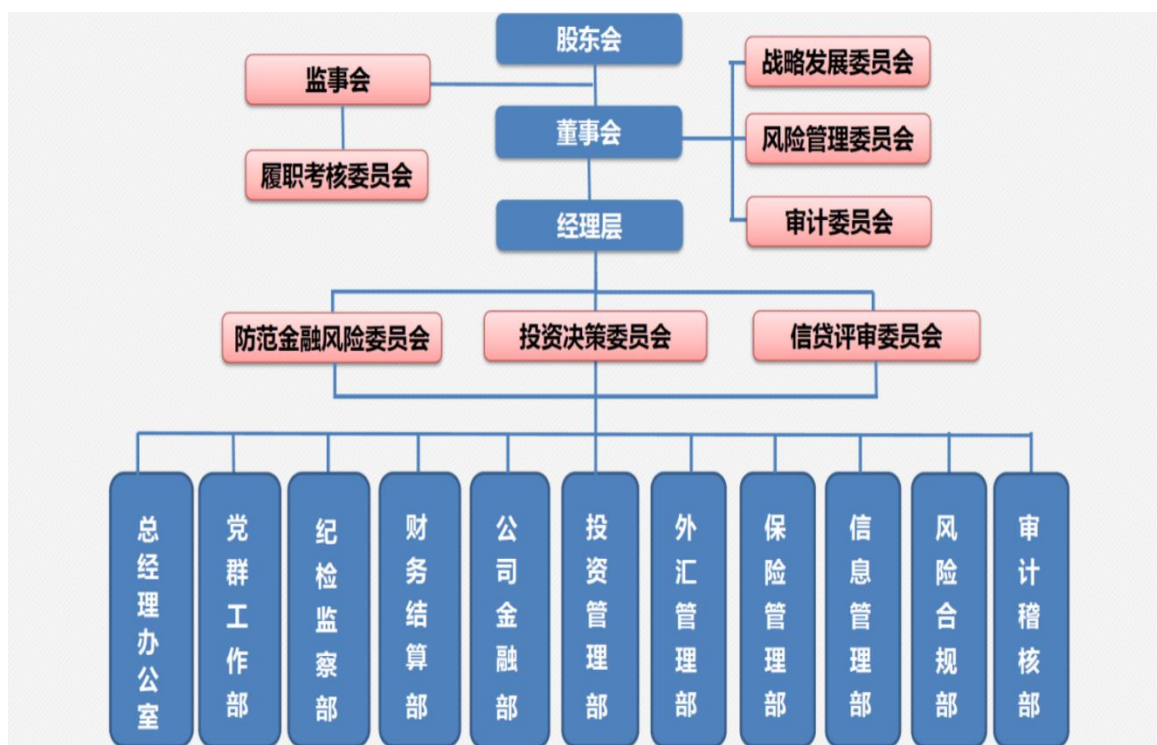 股东会
监事会
战略发展委员会
董事会
风险管理委员会
履职考核委员会
经理层
审计委员会
防范金融风险委员会
投资决策委员会
信贷评审委员会
总经理办公室
党群工作部
纪检监察部
财务结算部
公司金融部
投资管理部
外汇管理部
保险管理部
信息管理部
风险合规部
审计稽核部